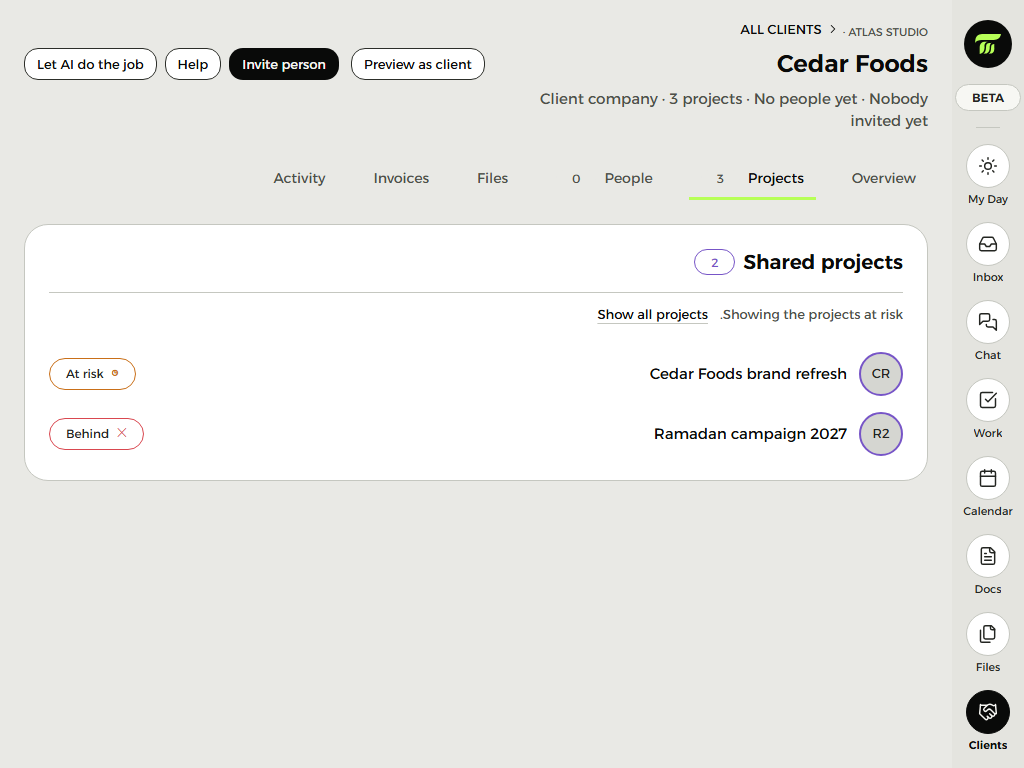 ALL CLIENTS > · ATLAS STUDIO
Cedar Foods
Client company · 3 projects · No people yet · Nobody
invited yet
Let AI do the job
Help
Invite person
Preview as client
Activity
Invoices
Files
0 People
3 Projects
Overview
2 Shared projects
Show all projects .Showing the projects at risk
At risk
Cedar Foods brand refresh
CR
Behind
Ramadan campaign 2027
R2
BETA
My Day
Inbox
Chat
Work
Calendar
Docs
Files
Clients